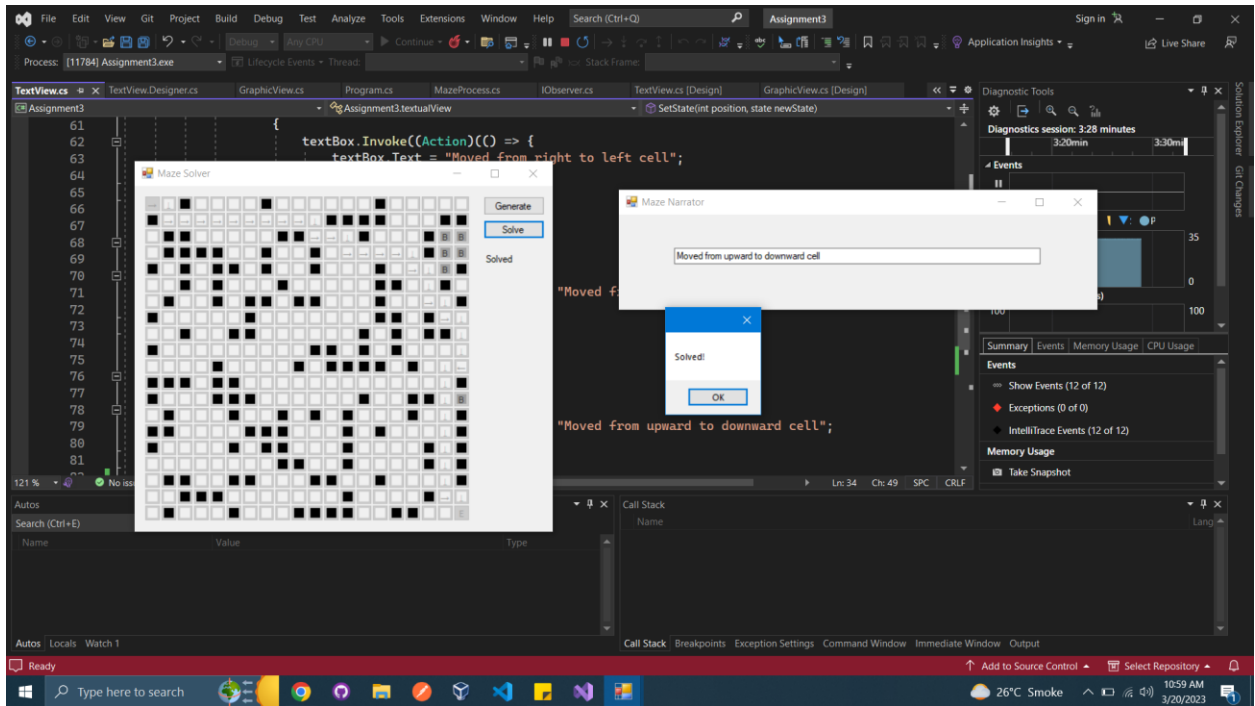 File Edit View Git Project Build Debug Test Analyze Tools Extensions Window Help Search (Ctrl+Q) Assignment3 Sign in
Debug Any CPU Continue Application Insights Live Share
Process: [11784] Assignment3.exe Lifecycle Events Thread: Stack Frame:
TextView.cs TextView.Designer.cs GraphicView.cs Program.cs MazeProcess.cs IObserver.cs TextView.cs [Design] GraphicView.cs [Design]
Assignment3 Assignment3.textualView SetState(int position, state newState)
61 {
62 textBox.Invoke((Action)(() => {
63 textBox.Text = "Moved from right to left cell";
64
65
66
67
68
69
70
71 "Moved f
72
73
74
75
76
77
78
79 "Moved from upward to downward cell";
80
81
121 % No iss Ln: 34 Ch: 49 SPC CRLF
Maze Solver
Generate
Solve
Solved
B B
B B
B B
B
B
E
Maze Narrator
Moved from upward to downward cell
Solved!
OK
Diagnostic Tools
Diagnostics session: 3:28 minutes
3:20min 3:30mi
Events
P
35
0
100 100
Summary Events Memory Usage CPU Usage
Events
Show Events (12 of 12)
Exceptions (0 of 0)
IntelliTrace Events (12 of 12)
Memory Usage
Take Snapshot
Solution Explorer
Git Changes
Autos
Search (Ctrl+E)
Name Value Type
Autos Locals Watch 1
Call Stack
Name Lang
Call Stack Breakpoints Exception Settings Command Window Immediate Window Output
Ready Add to Source Control Select Repository
Type here to search 26°C Smoke 10:59 AM
3/20/2023
1